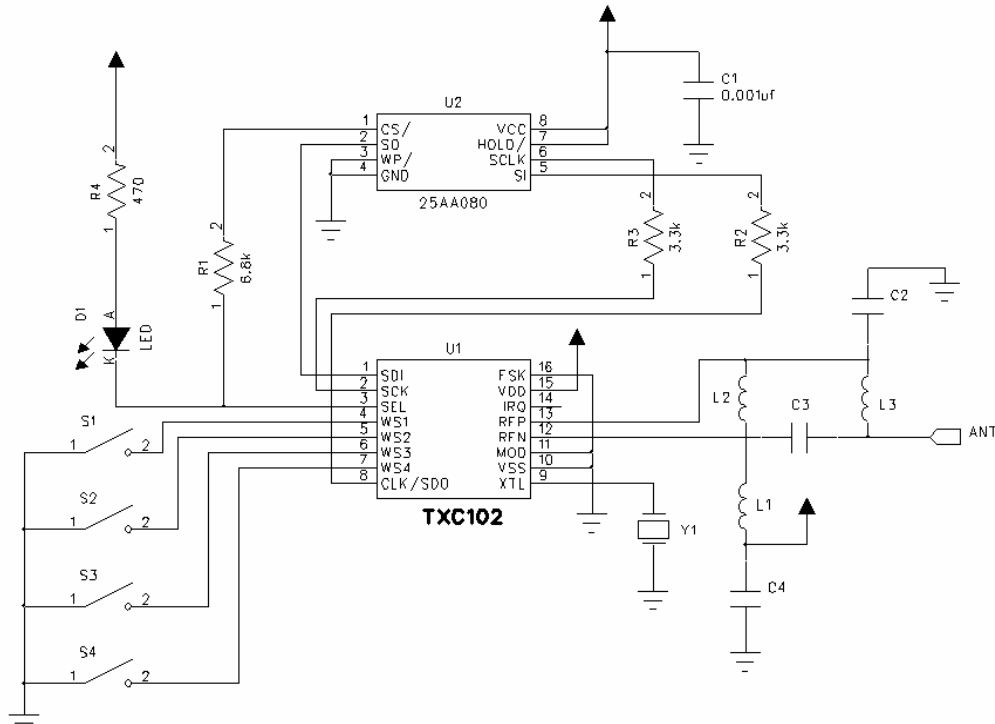 U2
1 CS/ VCC 8
2 SO HOLD/ 7
3 WP/ SCLK 6
4 GND SI 5
25AA080
C1
0.001uf
2
R4
470
1
2
R1
6.8k
1
2
R3
3.3k
1
2
R2
3.3k
1
D1
A
LED
K
C2
U1
1 SDI FSK 16
2 SCK VDD 15
3 SEL IRQ 14
4 WS1 RFP 13
5 WS2 RFN 12
6 WS3 MOD 11
7 WS4 VSS 10
8 CLK/SDO XTL 9
TXC102
L2
C3
L3
ANT
L1
Y1
C4
S1
1 2
S2
1 2
S3
1 2
S4
1 2